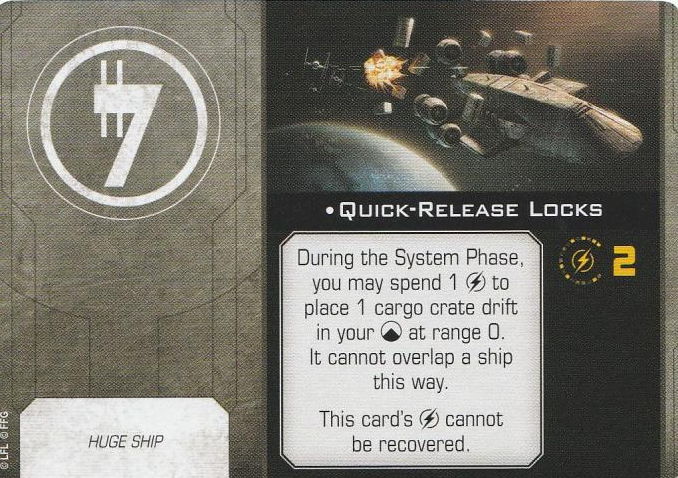 • Quick-Release Locks
During the System Phase,
you may spend 1 to
place 1 cargo crate drift
in your at range 0.
It cannot overlap a ship
this way.
This card's cannot
be recovered.
2
HUGE SHIP
© LFL © FFG